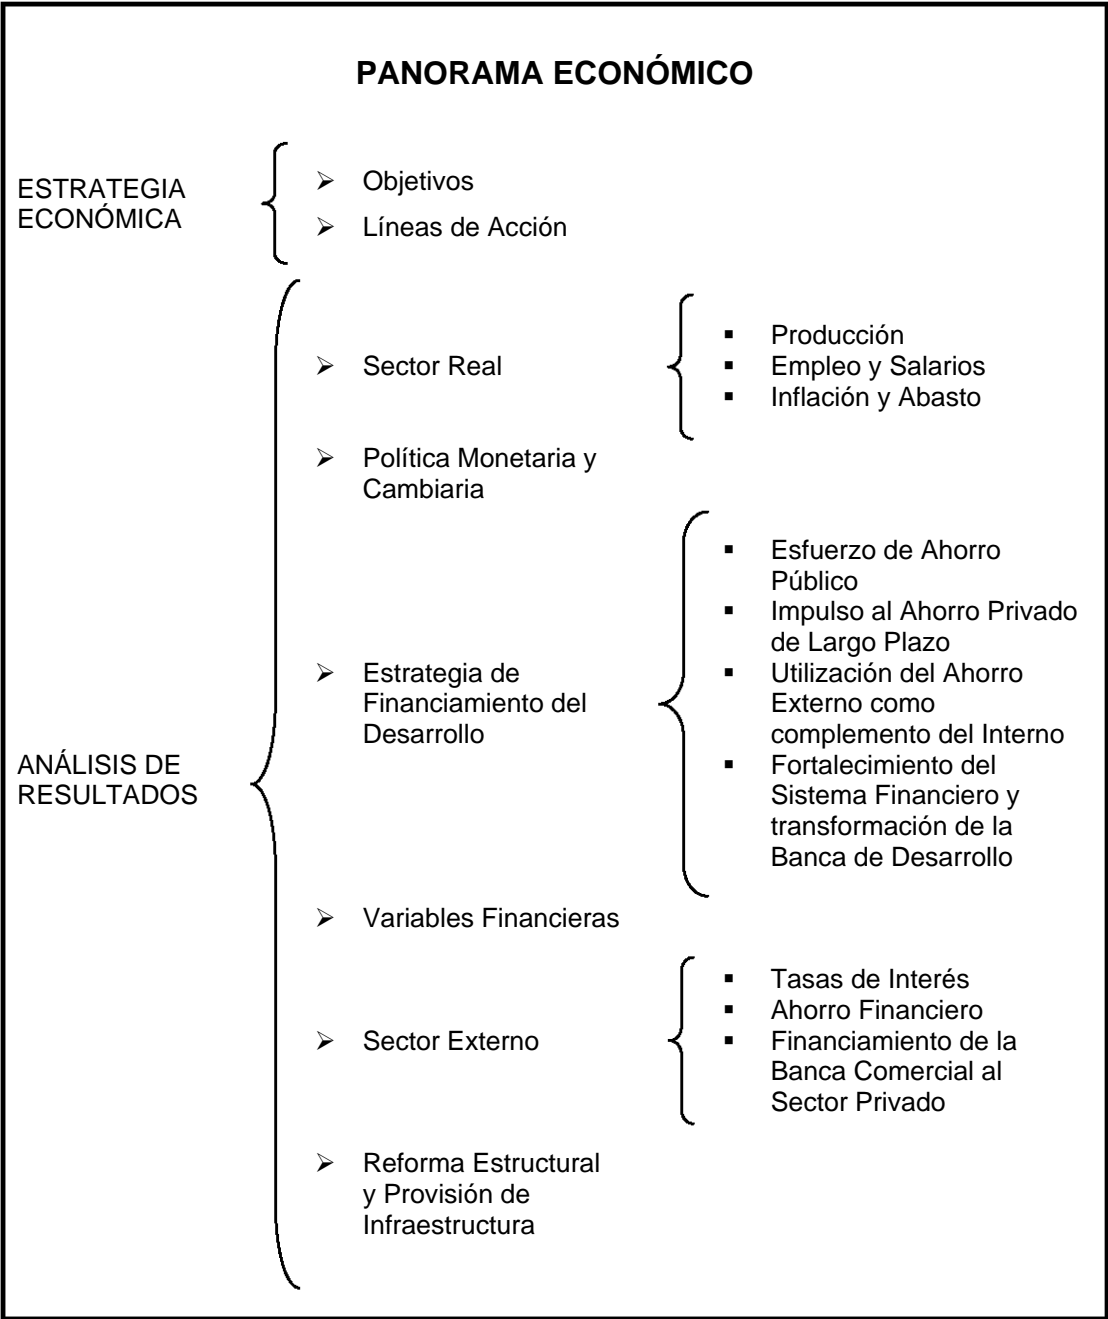 PANORAMA ECONÓMICO
ESTRATEGIA
ECONÓMICA
➢ Objetivos
➢ Líneas de Acción
ANÁLISIS DE
RESULTADOS
➢ Sector Real
▪ Producción
▪ Empleo y Salarios
▪ Inflación y Abasto
➢ Política Monetaria y
Cambiaria
➢ Estrategia de
Financiamiento del
Desarrollo
▪ Esfuerzo de Ahorro
Público
▪ Impulso al Ahorro Privado
de Largo Plazo
▪ Utilización del Ahorro
Externo como
complemento del Interno
▪ Fortalecimiento del
Sistema Financiero y
transformación de la
Banca de Desarrollo
➢ Variables Financieras
➢ Sector Externo
▪ Tasas de Interés
▪ Ahorro Financiero
▪ Financiamiento de la
Banca Comercial al
Sector Privado
➢ Reforma Estructural
y Provisión de
Infraestructura